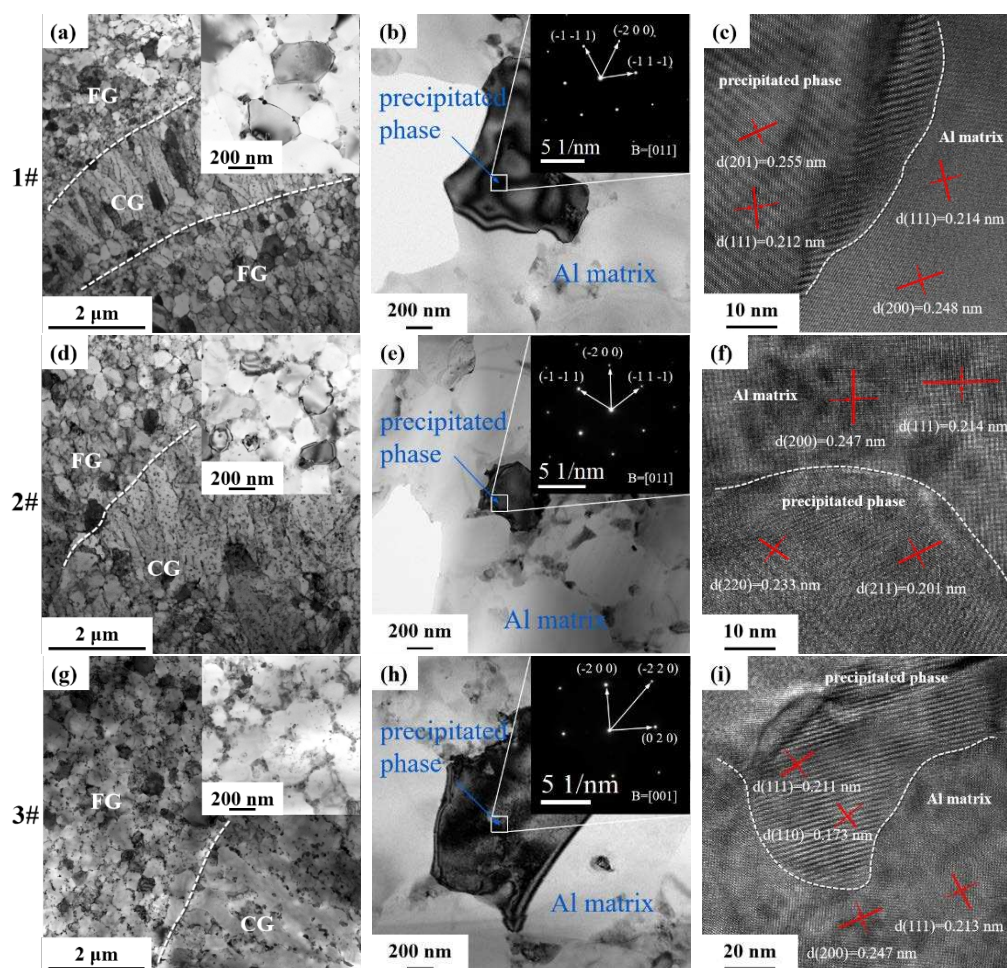 (a)
FG
CG
FG
200 nm
2 μm
1#
(b)
precipitated
phase
Al matrix
200 nm
(-1 -1 1)
(-2 0 0)
(-1 1 -1)
5 1/nm
B=[011]
(c)
precipitated phase
Al matrix
d(201)=0.255 nm
d(111)=0.214 nm
d(111)=0.212 nm
d(200)=0.248 nm
10 nm
(d)
FG
CG
200 nm
2 μm
2#
(e)
precipitated
phase
Al matrix
200 nm
(-2 0 0)
(-1 -1 1)
(-1 1 -1)
5 1/nm
B=[011]
(f)
Al matrix
d(200)=0.247 nm
d(111)=0.214 nm
precipitated phase
d(220)=0.233 nm
d(211)=0.201 nm
10 nm
(g)
FG
CG
200 nm
2 μm
3#
(h)
precipitated
phase
Al matrix
200 nm
(-2 0 0)
(-2 2 0)
(0 2 0)
5 1/nm
B=[001]
(i)
precipitated phase
d(111)=0.211 nm
Al matrix
d(110)=0.173 nm
d(111)=0.213 nm
d(200)=0.247 nm
20 nm